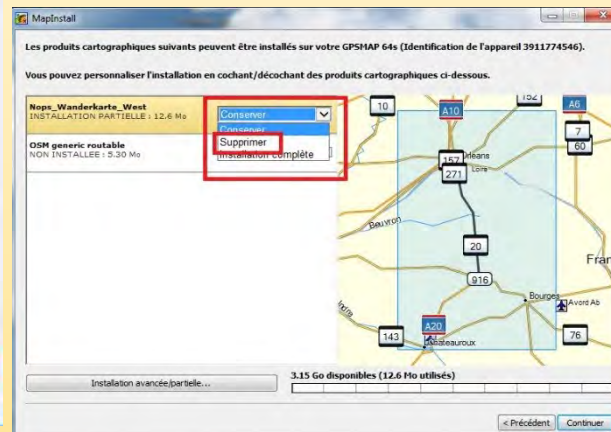 MapInstall
Les produits cartographiques suivants peuvent être installés sur votre GPSMAP 64s (Identification de l'appareil 3911774546).
Vous pouvez personnaliser l'installation en cochant/décochant des produits cartographiques ci-dessous.
Nops_Wanderkarte_West
INSTALLATION PARTIELLE : 12.6 Mo
Conserver
Conserver
Supprimer
Installation complète
OSM generic routable
NON INSTALLEE : 5.30 Mo
10
A10
152
A6
7
60
157
Orléans
271
Loire
Beuvron
20
Fran
916
Bourges
Avord Ab
Indre
A20
143
Chateauroux
76
Installation avancée/partielle...
3.15 Go disponibles (12.6 Mo utilisés)
< Précédent
Continuer